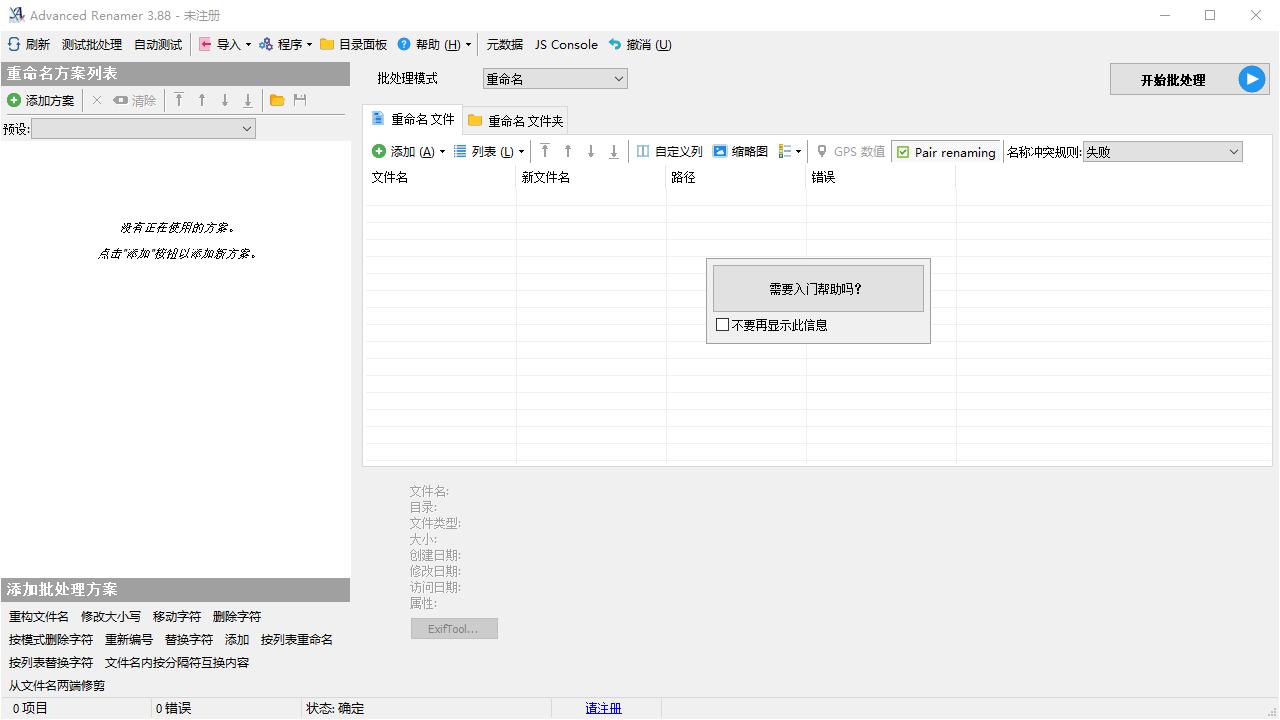 Advanced Renamer 3.88 - 未注册
刷新 测试批处理 自动测试 导入 程序 目录面板 帮助 (H) 元数据 JS Console 撤消 (U)
重命名方案列表
添加方案 清除
预设:
没有正在使用的方案。
点击"添加"按钮以添加新方案。
批处理模式 重命名 开始批处理
重命名 文件 重命名 文件夹
添加 (A) 列表 (L) 自定义列 缩略图 GPS 数值 Pair renaming 名称冲突规则: 失败
文件名 新文件名 路径 错误
需要入门帮助吗?
不要再显示此信息
文件名:
目录:
文件类型:
大小:
创建日期:
修改日期:
访问日期:
属性:
ExifTool...
添加批处理方案
重构文件名 修改大小写 移动字符 删除字符
按模式删除字符 重新编号 替换字符 添加 按列表重命名
按列表替换字符 文件名内按分隔符互换内容
从文件名两端修剪
0 项目 0 错误 状态: 确定 请注册